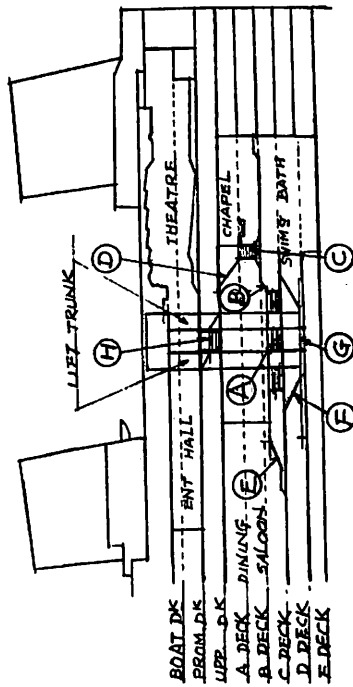 LIFT TRUNK
BOAT DK
ENT HALL
THEATRE
PROM. DK
H
D
UPP. DK
A DECK
DINING
CHAPEL
B DECK
SALOON
A
B
C
C DECK
E
SWIMG BATH
D DECK
F
G
E DECK